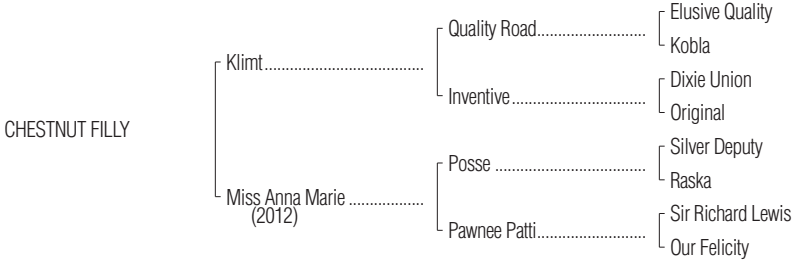 Elusive Quality
Quality Road..........................
Kobla
Klimt......................................
Dixie Union
Inventive................................
Original
CHESTNUT FILLY
Silver Deputy
Posse ....................................
Raska
Miss Anna Marie ..................
(2012)
Sir Richard Lewis
Pawnee Patti..........................
Our Felicity